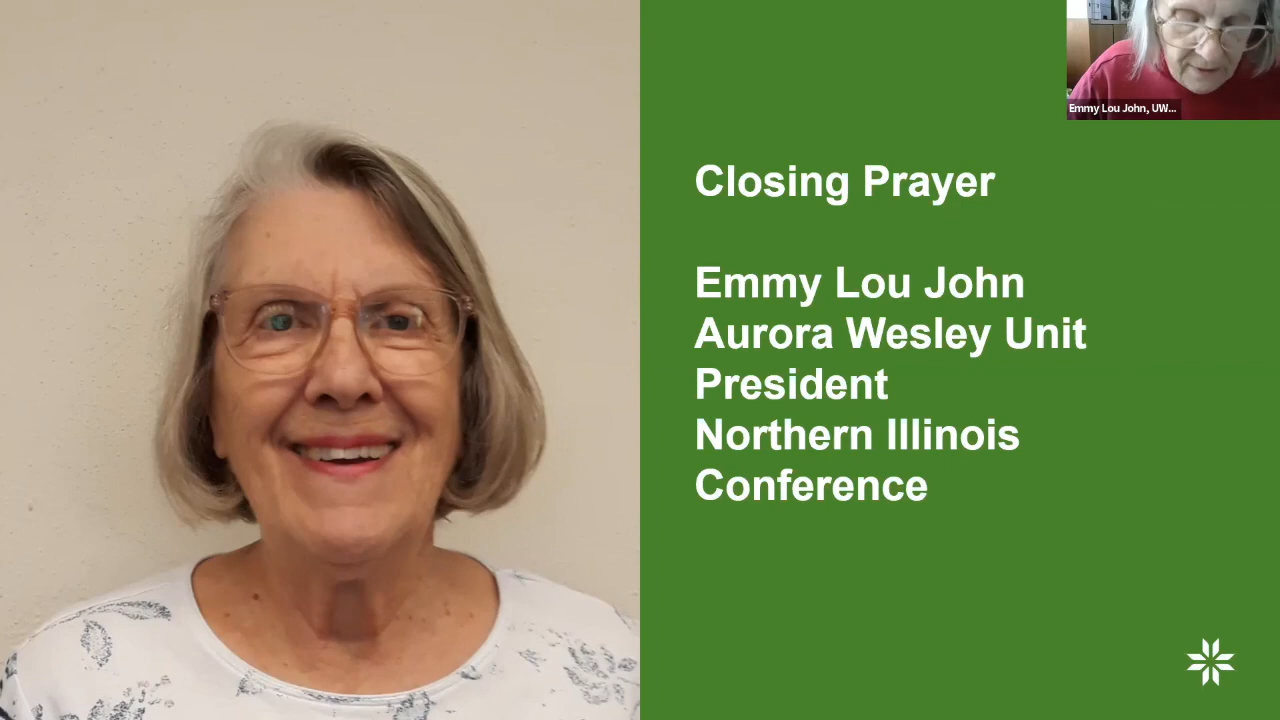 Emmy Lou John, UW...
Closing Prayer
Emmy Lou John
Aurora Wesley Unit
President
Northern Illinois
Conference